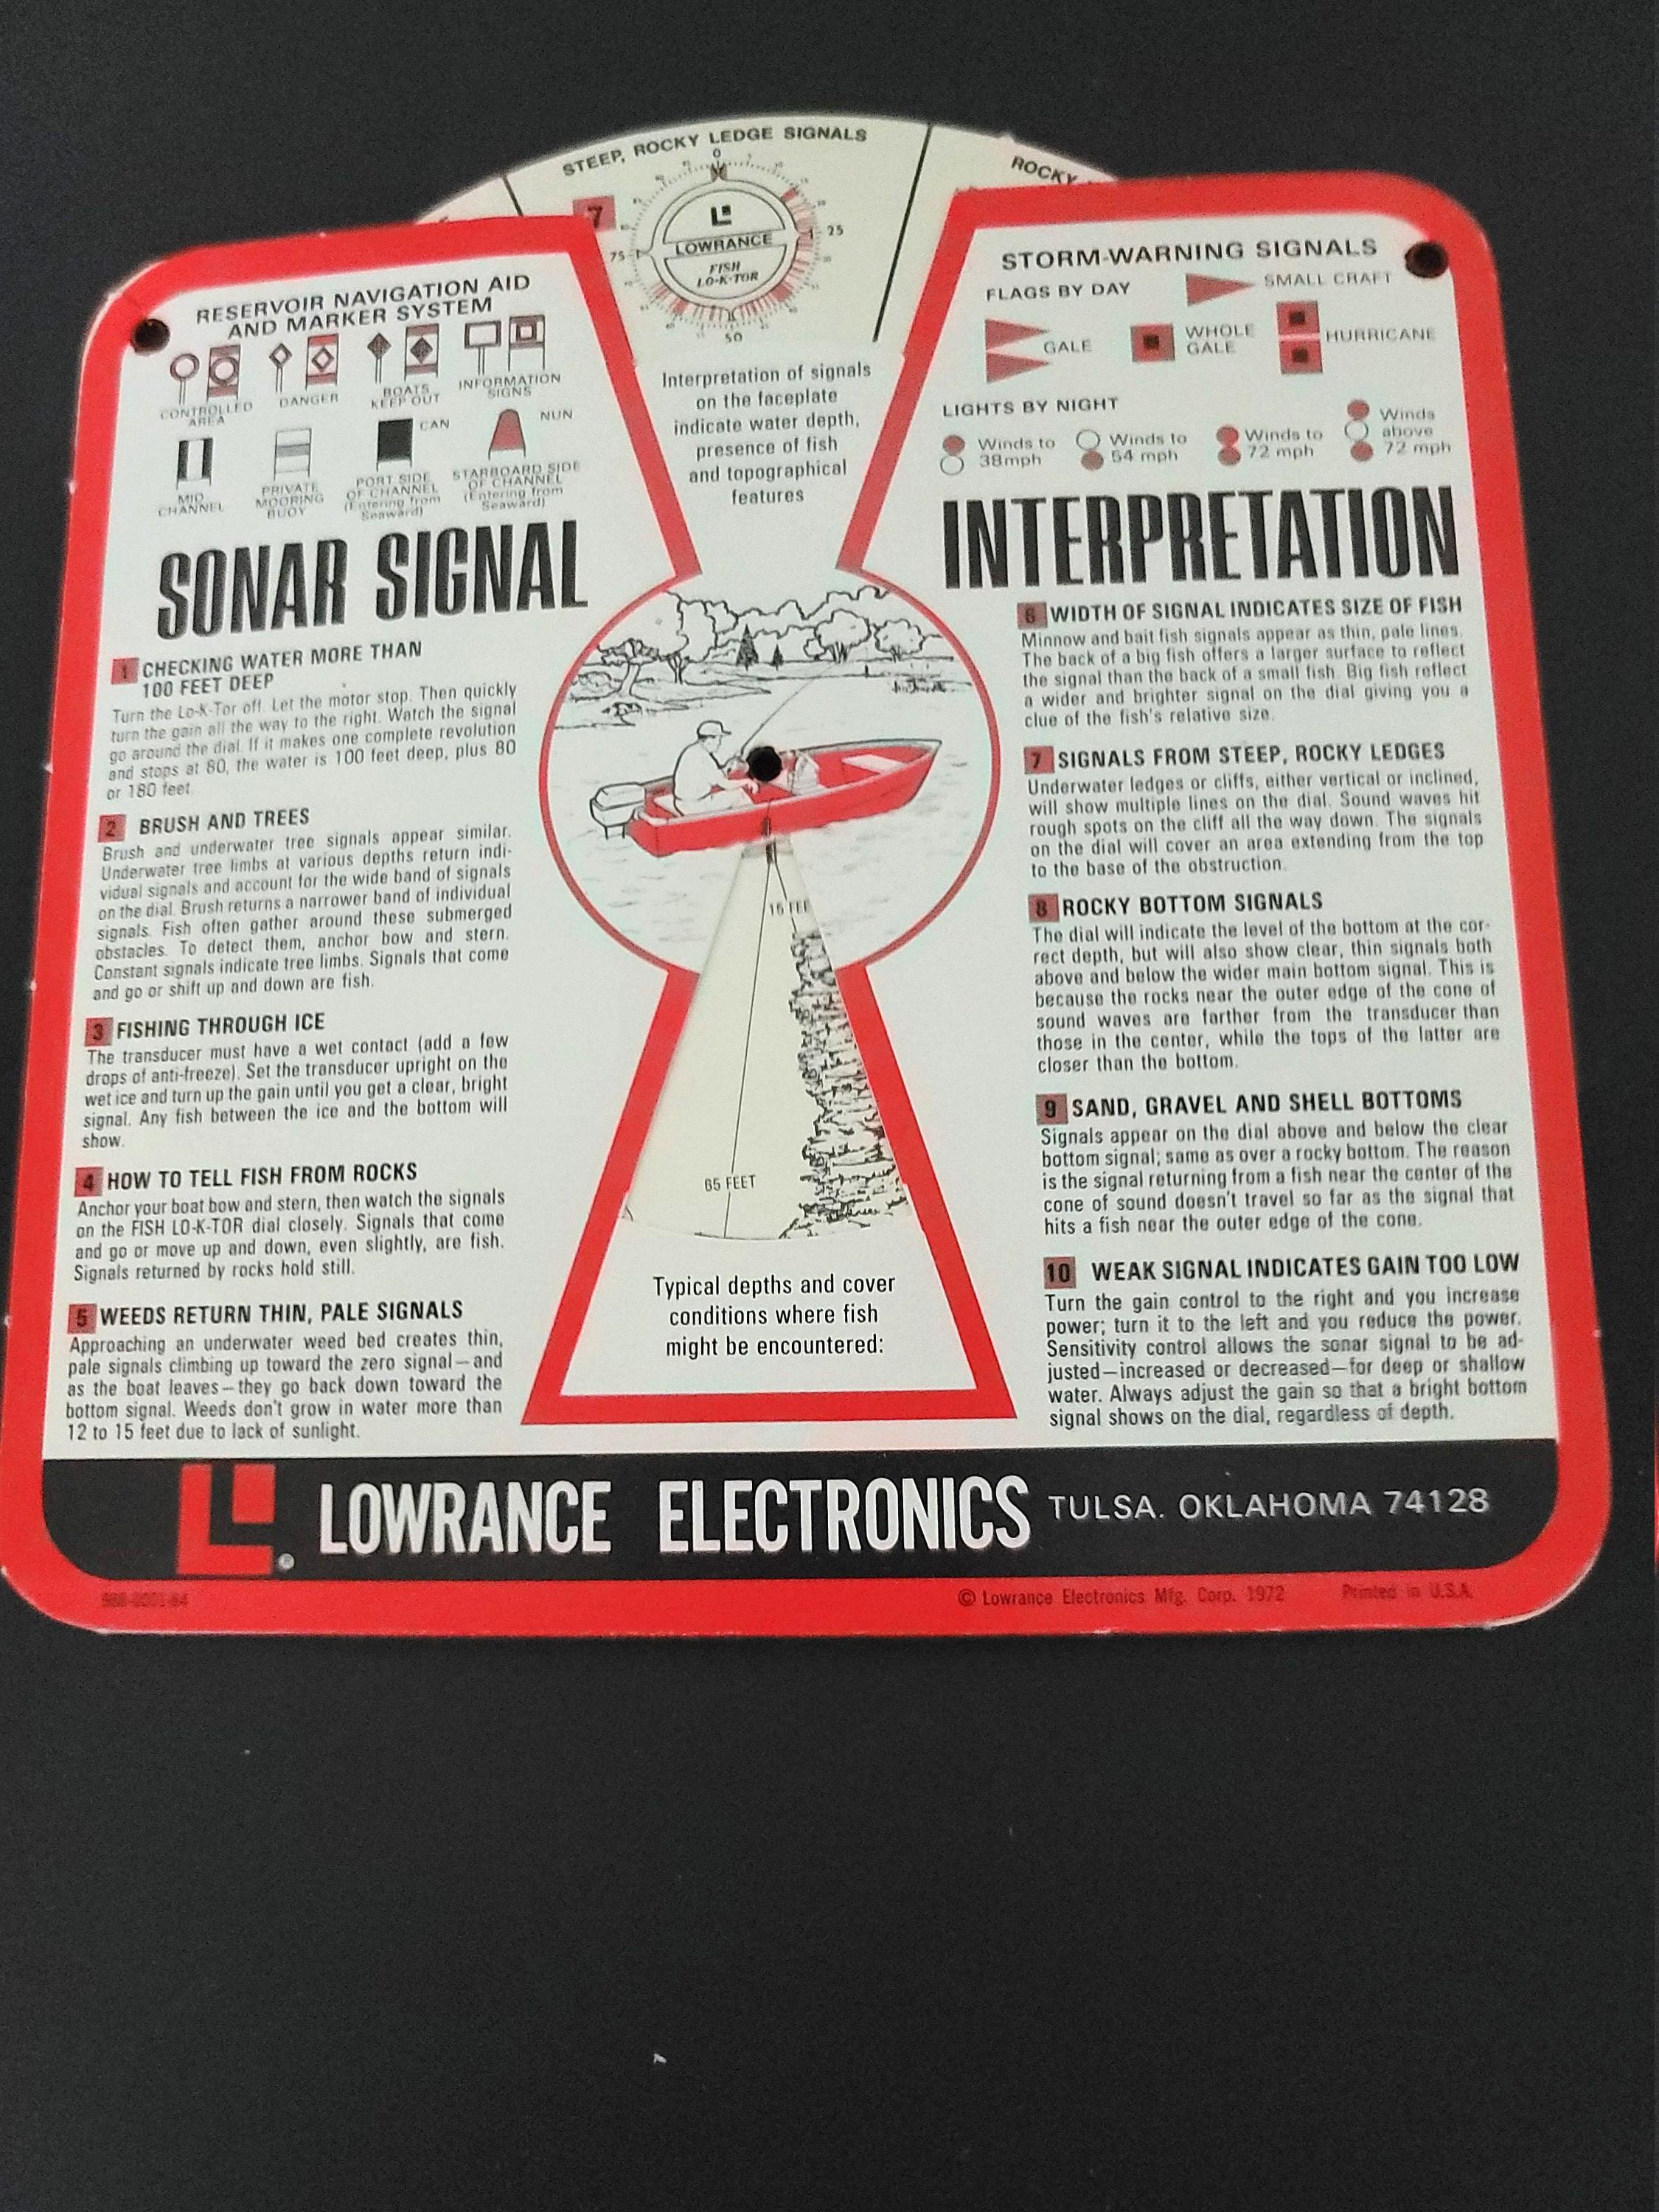 STEEP, ROCKY LEDGE SIGNALS
ROCKY
7
0
25
50
75
LOWRANCE
FISH
LO-K-TOR
Interpretation of signals
on the faceplate
indicate water depth,
presence of fish
and topographical
features
RESERVOIR NAVIGATION AID
AND MARKER SYSTEM
CONTROLLED
AREA
DANGER
BOATS
KEEP OUT
INFORMATION
SIGNS
MID
CHANNEL
PRIVATE
MOORING
BUOY
CAN
PORT SIDE
OF CHANNEL
(Entering from
Seaward)
NUN
STARBOARD SIDE
OF CHANNEL
(Entering from
Seaward)
STORM-WARNING SIGNALS
FLAGS BY DAY
SMALL CRAFT
GALE
WHOLE
GALE
HURRICANE
LIGHTS BY NIGHT
Winds to
38mph
Winds to
54 mph
Winds to
72 mph
Winds
above
72 mph
SONAR SIGNAL INTERPRETATION
1 CHECKING WATER MORE THAN
100 FEET DEEP
Turn the Lo-K-Tor off. Let the motor stop. Then quickly
turn the gain all the way to the right. Watch the signal
go around the dial. If it makes one complete revolution
and stops at 80, the water is 100 feet deep, plus 80
or 180 feet.
2 BRUSH AND TREES
Brush and underwater tree signals appear similar.
Underwater tree limbs at various depths return indi-
vidual signals and account for the wide band of signals
on the dial. Brush returns a narrower band of individual
signals. Fish often gather around these submerged
obstacles. To detect them, anchor bow and stern.
Constant signals indicate tree limbs. Signals that come
and go or shift up and down are fish.
3 FISHING THROUGH ICE
The transducer must have a wet contact (add a few
drops of anti-freeze). Set the transducer upright on the
wet ice and turn up the gain until you get a clear, bright
signal. Any fish between the ice and the bottom will
show.
4 HOW TO TELL FISH FROM ROCKS
Anchor your boat bow and stern, then watch the signals
on the FISH LO-K-TOR dial closely. Signals that come
and go or move up and down, even slightly, are fish.
Signals returned by rocks hold still.
5 WEEDS RETURN THIN, PALE SIGNALS
Approaching an underwater weed bed creates thin,
pale signals climbing up toward the zero signal—and
as the boat leaves—they go back down toward the
bottom signal. Weeds don't grow in water more than
12 to 15 feet due to lack of sunlight.
15 FEE
65 FEET
Typical depths and cover
conditions where fish
might be encountered:
6 WIDTH OF SIGNAL INDICATES SIZE OF FISH
Minnow and bait fish signals appear as thin, pale lines.
The back of a big fish offers a larger surface to reflect
the signal than the back of a small fish. Big fish reflect
a wider and brighter signal on the dial giving you a
clue of the fish's relative size.
7 SIGNALS FROM STEEP, ROCKY LEDGES
Underwater ledges or cliffs, either vertical or inclined,
will show multiple lines on the dial. Sound waves hit
rough spots on the cliff all the way down. The signals
on the dial will cover an area extending from the top
to the base of the obstruction.
8 ROCKY BOTTOM SIGNALS
The dial will indicate the level of the bottom at the cor-
rect depth, but will also show clear, thin signals both
above and below the wider main bottom signal. This is
because the rocks near the outer edge of the cone of
sound waves are farther from the transducer than
those in the center, while the tops of the latter are
closer than the bottom.
9 SAND, GRAVEL AND SHELL BOTTOMS
Signals appear on the dial above and below the clear
bottom signal; same as over a rocky bottom. The reason
is the signal returning from a fish near the center of the
cone of sound doesn't travel so far as the signal that
hits a fish near the outer edge of the cone.
10 WEAK SIGNAL INDICATES GAIN TOO LOW
Turn the gain control to the right and you increase
power; turn it to the left and you reduce the power.
Sensitivity control allows the sonar signal to be ad-
justed—increased or decreased—for deep or shallow
water. Always adjust the gain so that a bright bottom
signal shows on the dial, regardless of depth.
LOWRANCE ELECTRONICS TULSA, OKLAHOMA 74128
© Lowrance Electronics Mfg. Corp. 1972 Printed in U.S.A.